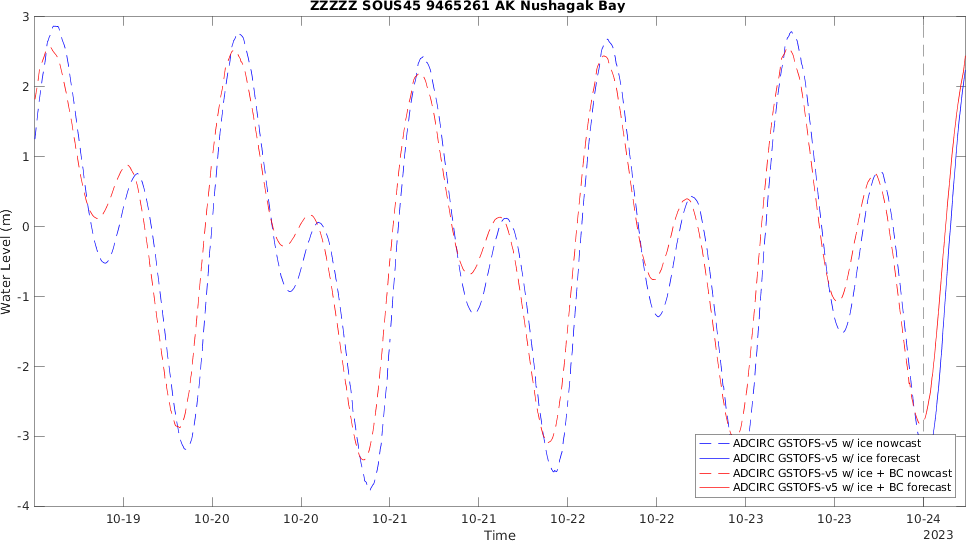 ZZZZZ SOUS45 9465261 AK Nushagak Bay
3
2
1
0
-1
-2
-3
-4
Water Level (m)
ADCIRC GSTOFS-v5 w/ ice nowcast
ADCIRC GSTOFS-v5 w/ ice forecast
ADCIRC GSTOFS-v5 w/ ice + BC nowcast
ADCIRC GSTOFS-v5 w/ ice + BC forecast
10-19 10-20 10-20 10-21 10-21 10-22 10-22 10-23 10-23 10-24
Time 2023